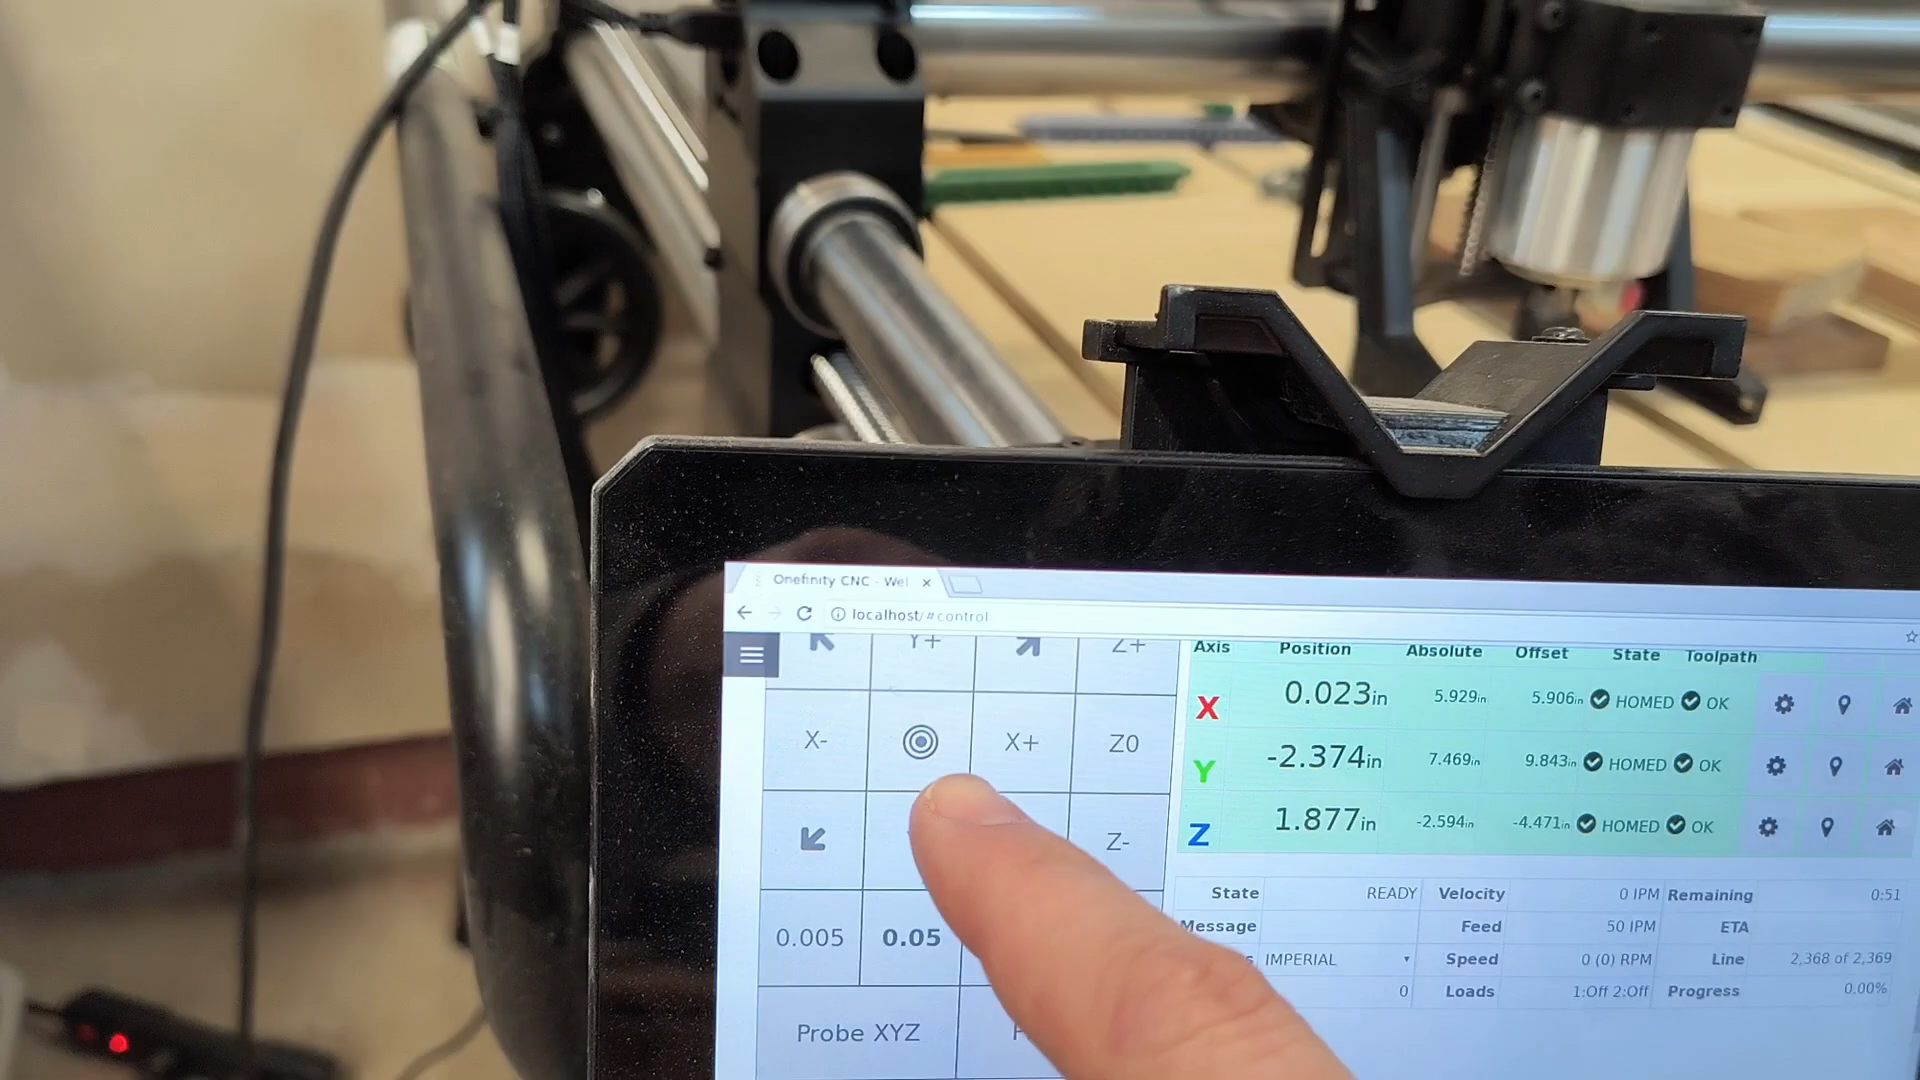 Onefinity CNC - Wel
localhost/#control
Y+ Z+
X- X+ Z0
Z-
0.005 0.05
Probe XYZ
Axis Position Absolute Offset State Toolpath
X 0.023in 5.929in 5.906in HOMED OK
Y -2.374in 7.469in 9.843in HOMED OK
Z 1.877in -2.594in -4.471in HOMED OK
State READY Velocity 0 IPM Remaining 0:51
Message Feed 50 IPM ETA
IMPERIAL Speed 0 (0) RPM Line 2,368 of 2,369
0 Loads 1:Off 2:Off Progress 0.00%